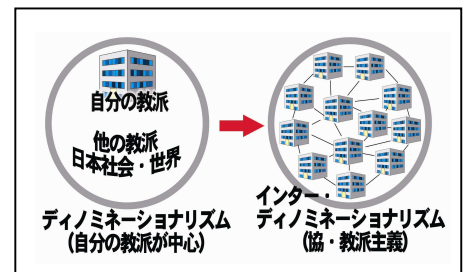 自分の教派
他の教派
日本社会・世界
ディノミネーショナリズム
(自分の教派が中心)
インター・
ディノミネーショナリズム
(協・教派主義)